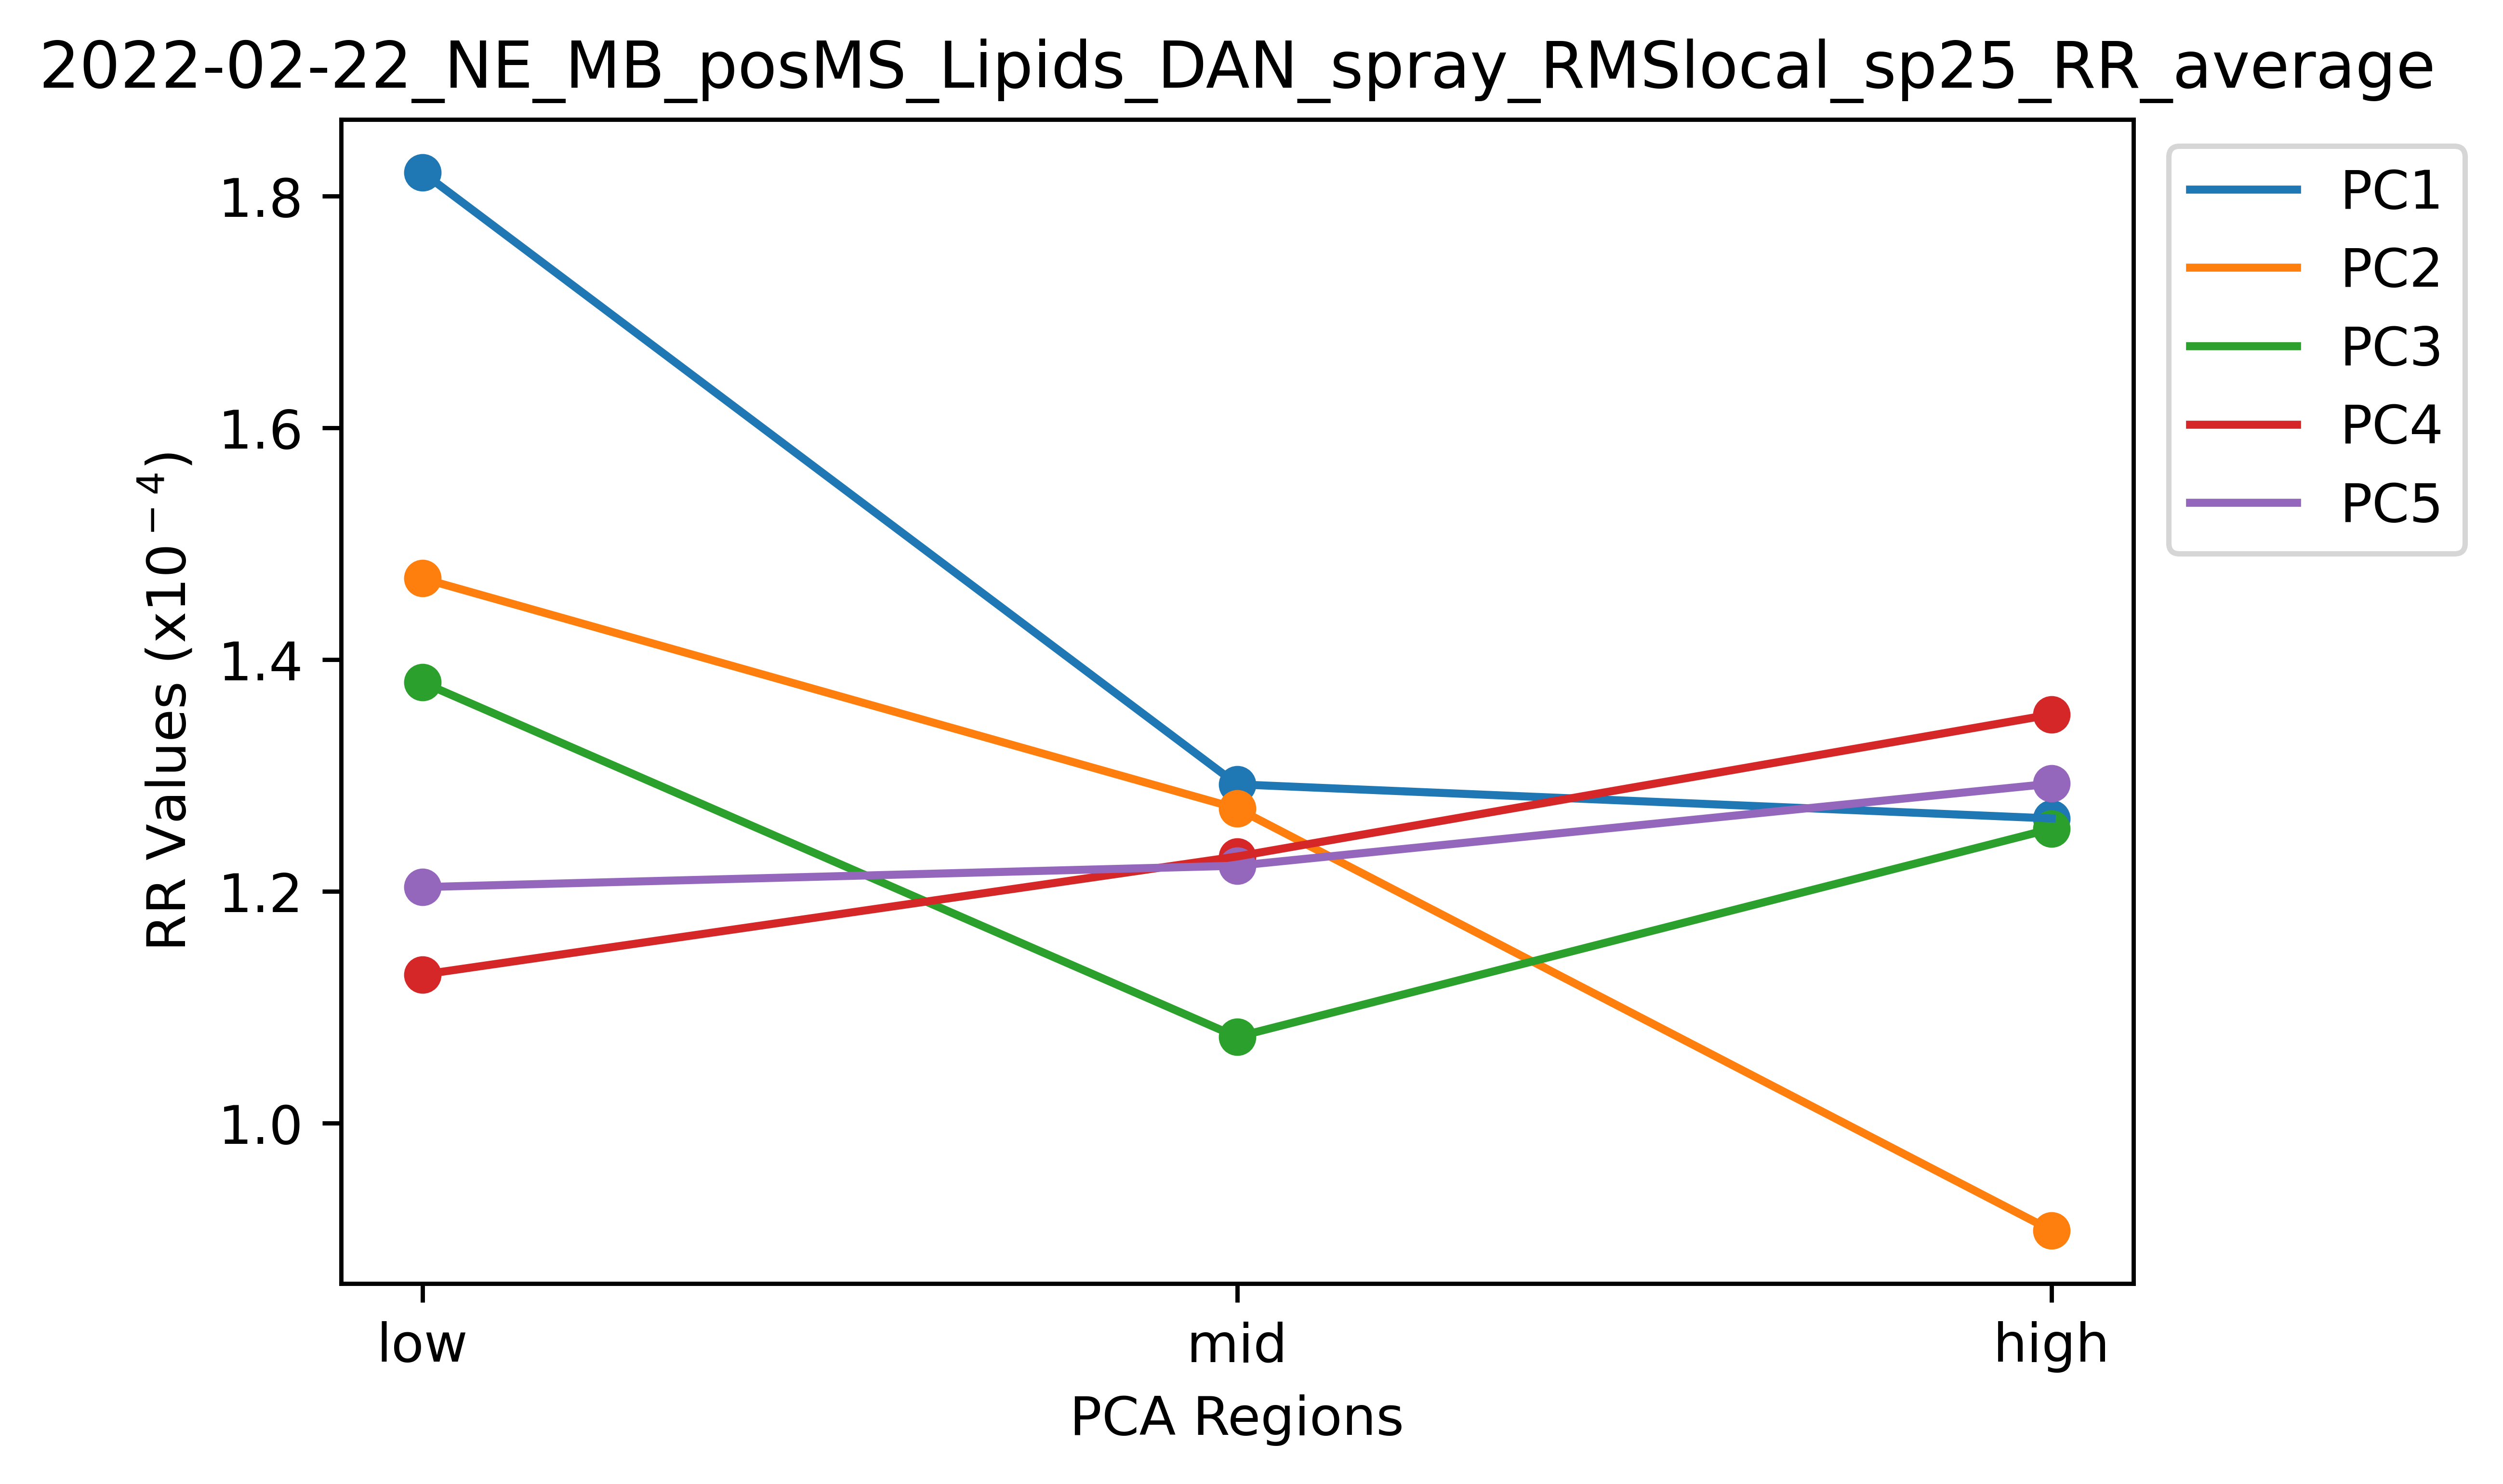 2022-02-22_NE_MB_posMS_Lipids_DAN_spray_RMSlocal_sp25_RR_average
RR Values (x10⁻⁴)
1.8
1.6
1.4
1.2
1.0
low mid high
PCA Regions
PC1
PC2
PC3
PC4
PC5